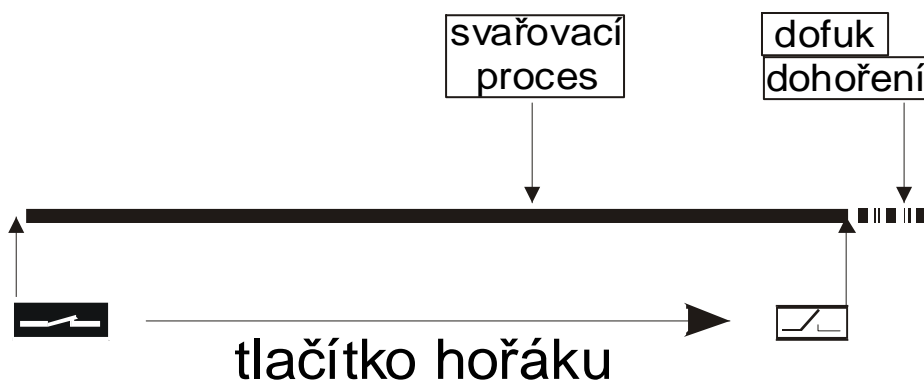 svařovací
proces
dofuk
dohoření
tlačítko hořáku